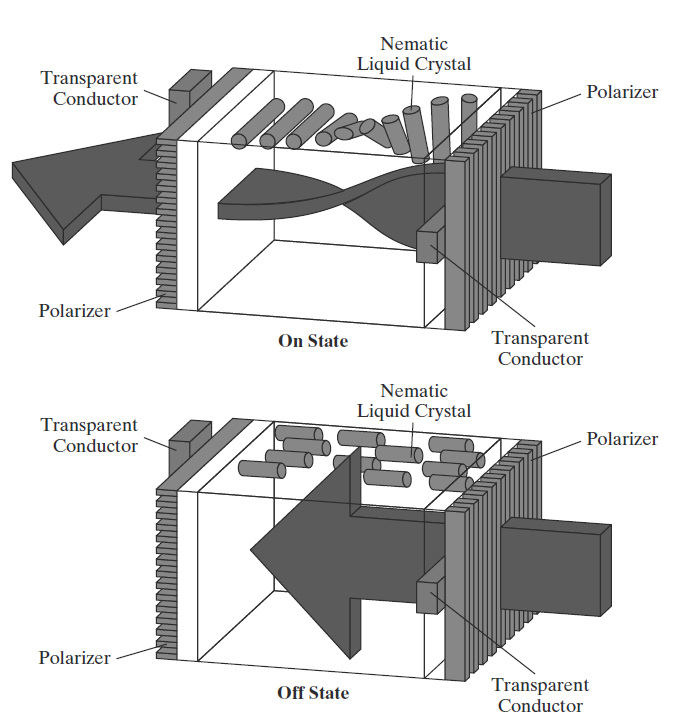 Nematic
Liquid Crystal
Transparent
Conductor
Polarizer
Polarizer
On State
Transparent
Conductor
Nematic
Liquid Crystal
Transparent
Conductor
Polarizer
Polarizer
Off State
Transparent
Conductor